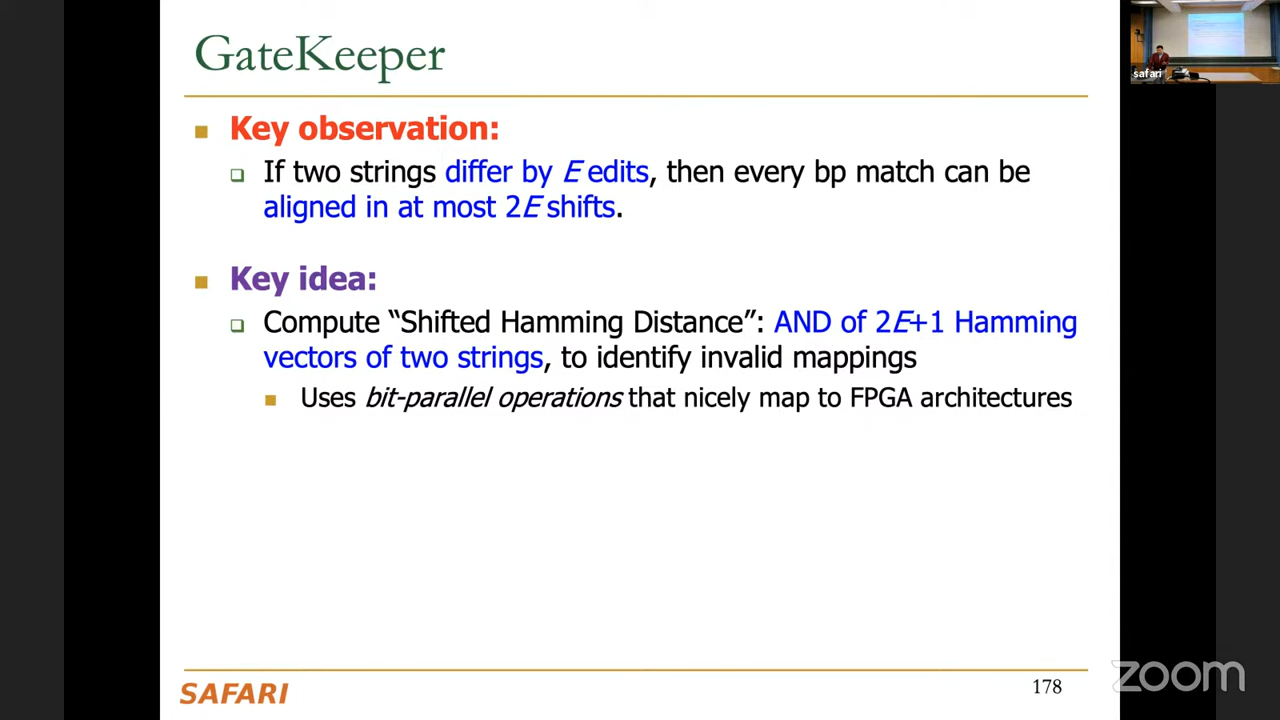 GateKeeper
Key observation:
If two strings differ by E edits, then every bp match can be
aligned in at most 2E shifts.
Key idea:
Compute “Shifted Hamming Distance”: AND of 2E+1 Hamming
vectors of two strings, to identify invalid mappings
Uses bit-parallel operations that nicely map to FPGA architectures
SAFARI
178
safari
zoom